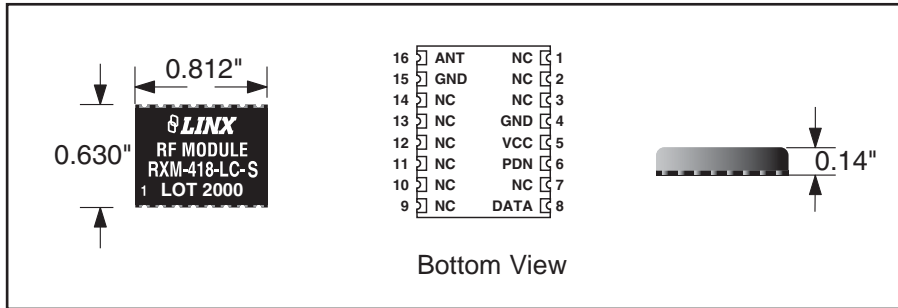 0.812"
0.630"
LINX
RF MODULE
RXM-418-LC-S
1 LOT 2000
16 ANT NC 1
15 GND NC 2
14 NC NC 3
13 NC GND 4
12 NC VCC 5
11 NC PDN 6
10 NC NC 7
9 NC DATA 8
Bottom View
0.14"